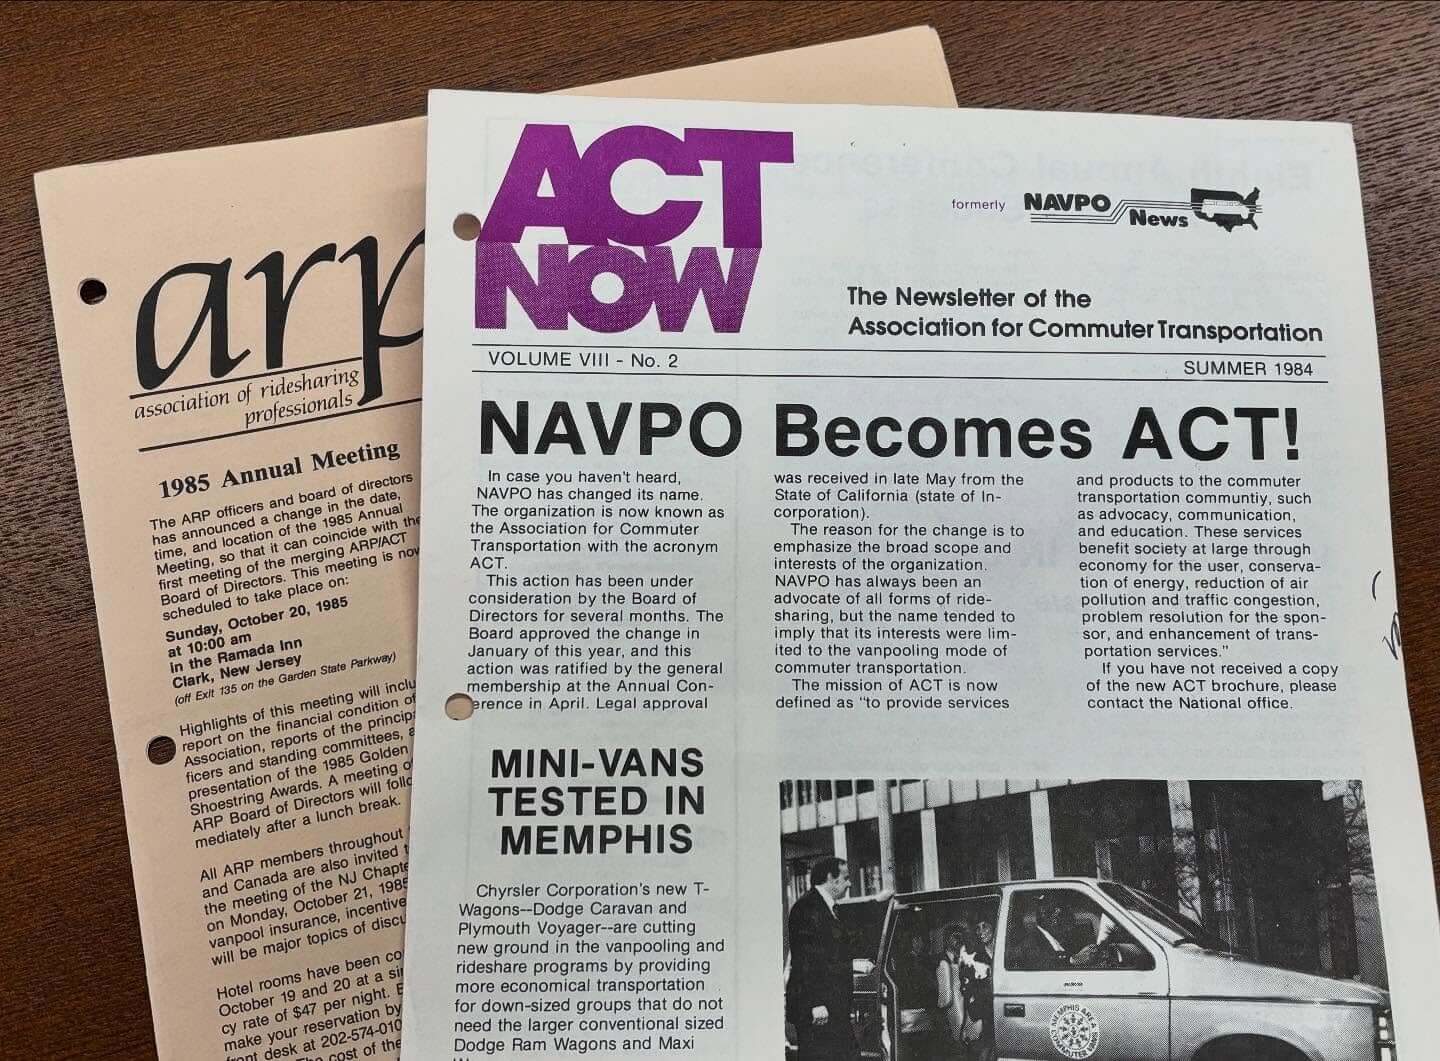 arp
association of ridesharing
professionals
1985 Annual Meeting
The ARP officers and board of directors
has announced a change in the date,
time, and location of the 1985 Annual
Meeting, so that it can coincide with the
first meeting of the merging ARP/ACT
Board of Directors. This meeting is now
scheduled to take place on:
Sunday, October 20, 1985
at 10:00 am
in the Ramada Inn
Clark, New Jersey
(off Exit 135 on the Garden State Parkway)
Highlights of this meeting will inclu
report on the financial condition of
Association, reports of the princip
ficers and standing committees, a
presentation of the 1985 Golden
Shoestring Awards. A meeting of
ARP Board of Directors will foll
mediately after a lunch break.
All ARP members throughout
and Canada are also invited t
the meeting of the NJ Chapte
on Monday, October 21, 1985
vanpool insurance, incentive
will be major topics of discu
Hotel rooms have been co
October 19 and 20 at a si
cy rate of $47 per night.
make your reservation by
front desk at 202-574-010
The cost of the
ACT
NOW
formerly NAVPO News
The Newsletter of the
Association for Commuter Transportation
VOLUME VIII - No. 2 SUMMER 1984
NAVPO Becomes ACT!
In case you haven't heard,
NAVPO has changed its name.
The organization is now known as
the Association for Commuter
Transportation with the acronym
ACT.
This action has been under
consideration by the Board of
Directors for several months. The
Board approved the change in
January of this year, and this
action was ratified by the general
membership at the Annual Con-
erence in April. Legal approval
was received in late May from the
State of California (state of In-
corporation).
The reason for the change is to
emphasize the broad scope and
interests of the organization.
NAVPO has always been an
advocate of all forms of ride-
sharing, but the name tended to
imply that its interests were lim-
ited to the vanpooling mode of
commuter transportation.
The mission of ACT is now
defined as "to provide services
and products to the commuter
transportation communtiy, such
as advocacy, communication,
and education. These services
benefit society at large through
economy for the user, conserva-
tion of energy, reduction of air
pollution and traffic congestion,
problem resolution for the spon-
sor, and enhancement of trans-
portation services."
If you have not received a copy
of the new ACT brochure, please
contact the National office.
MINI-VANS
TESTED IN
MEMPHIS
Chyrsler Corporation's new T-
Wagons--Dodge Caravan and
Plymouth Voyager--are cutting
new ground in the vanpooling and
rideshare programs by providing
more economical transportation
for down-sized groups that do not
need the larger conventional sized
Dodge Ram Wagons and Maxi
MEMPHIS AREA